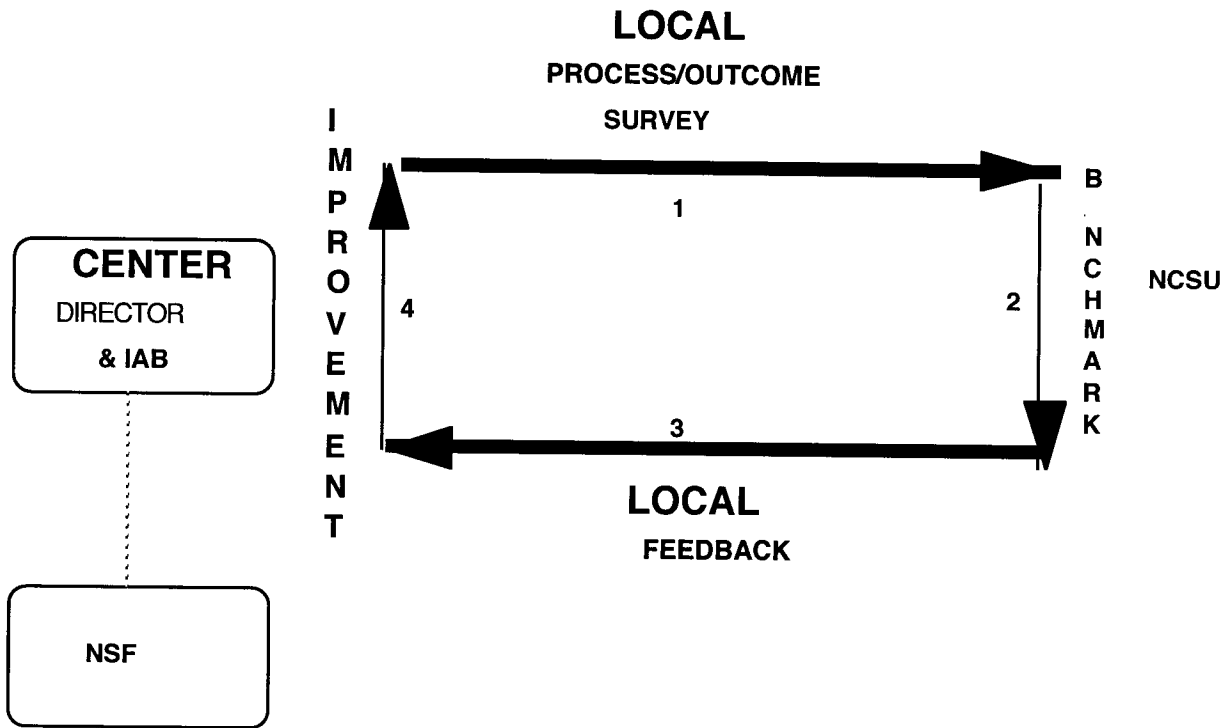 LOCAL
PROCESS/OUTCOME
SURVEY
IMPROVEMENT
1
B NCHMARK
CENTER
DIRECTOR
& IAB
4
2
NCSU
3
LOCAL
FEEDBACK
NSF